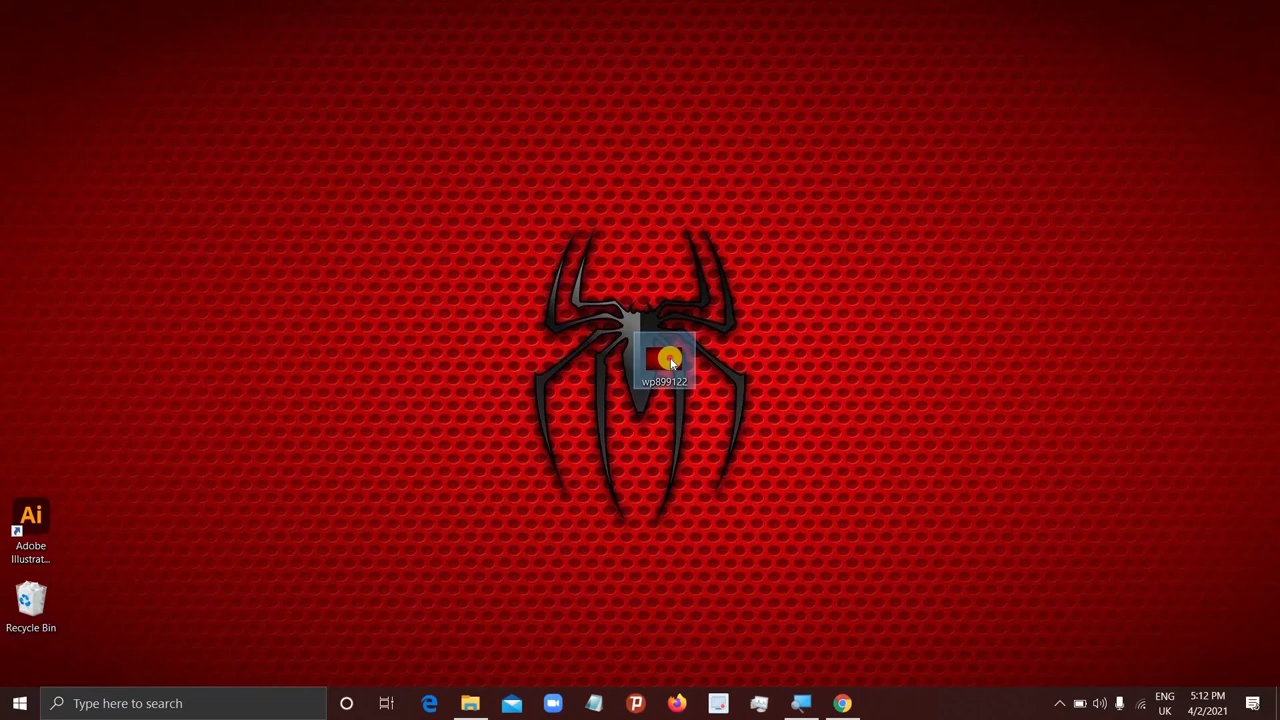 wp899122
Ai
Adobe
Illustrat...
Recycle Bin
Type here to search
ENG
UK
5:12 PM
4/2/2021